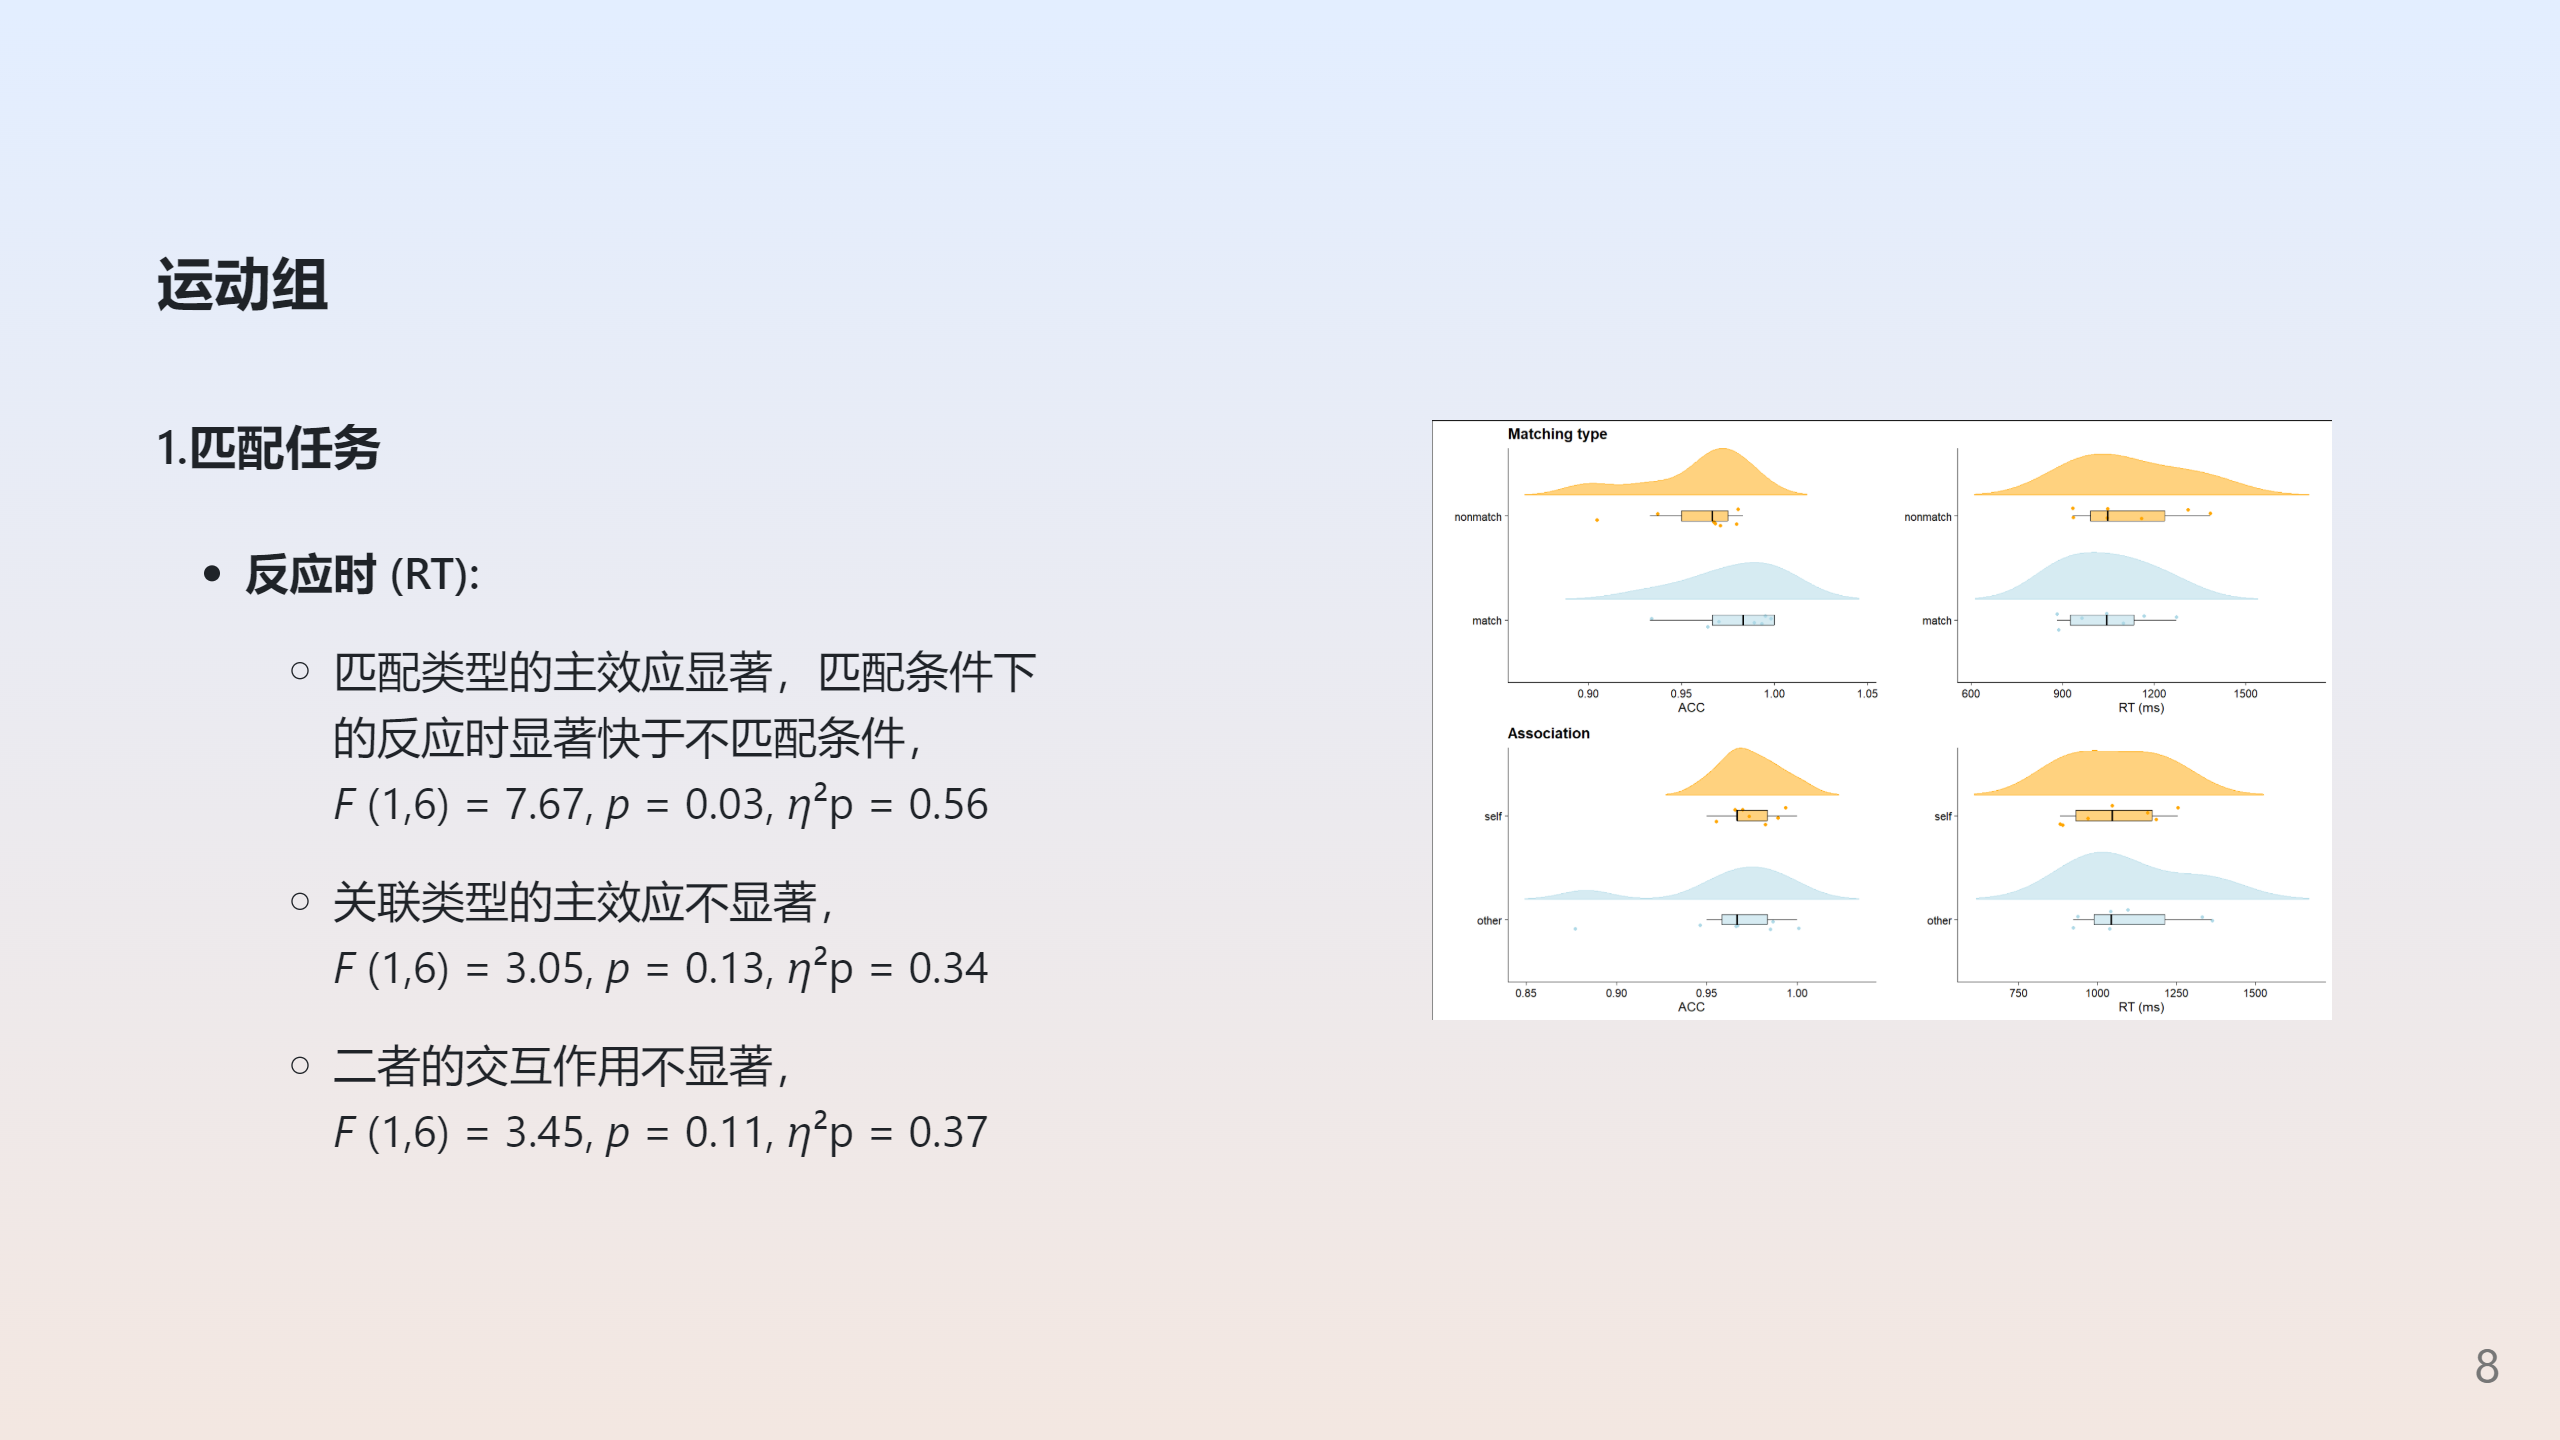 运动组
1.匹配任务
反应时 (RT):
匹配类型的主效应显著，匹配条件下
的反应时显著快于不匹配条件，
F (1,6) = 7.67, p = 0.03, η²p = 0.56
关联类型的主效应不显著，
F (1,6) = 3.05, p = 0.13, η²p = 0.34
二者的交互作用不显著，
F (1,6) = 3.45, p = 0.11, η²p = 0.37
Matching type
nonmatch
match
0.90 0.95 1.00 1.05
ACC
nonmatch
match
600 900 1200 1500
RT (ms)
Association
self
other
0.85 0.90 0.95 1.00
ACC
self
other
750 1000 1250 1500
RT (ms)
8